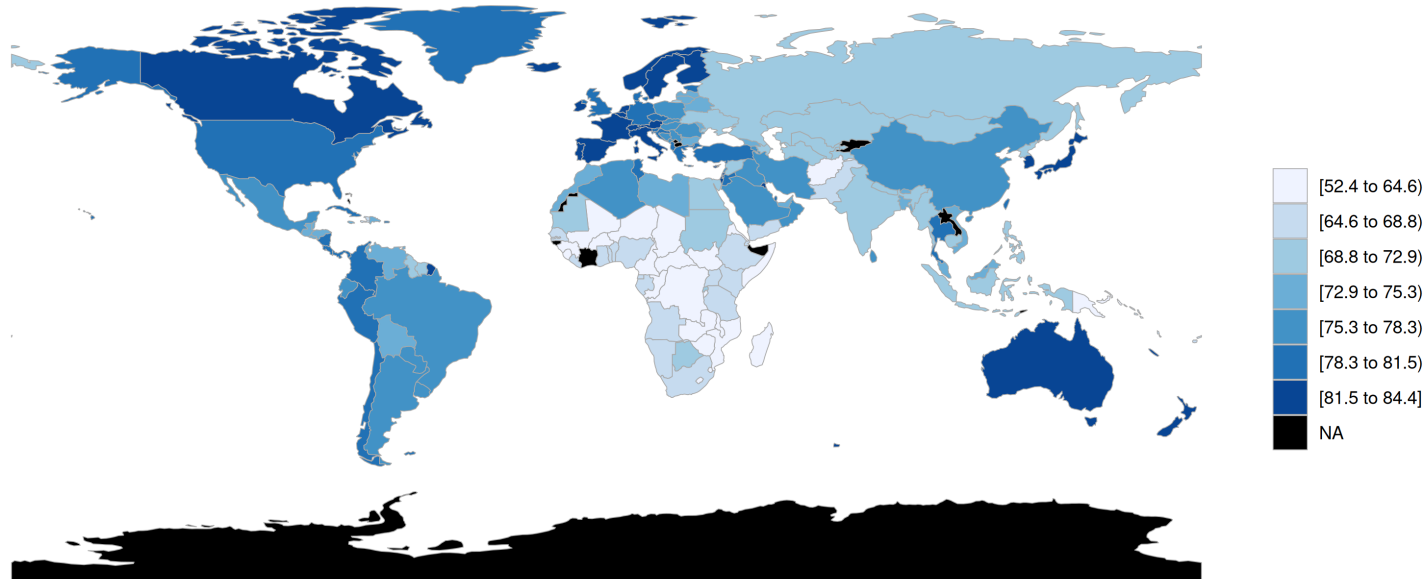 [52.4 to 64.6)
[64.6 to 68.8)
[68.8 to 72.9)
[72.9 to 75.3)
[75.3 to 78.3)
[78.3 to 81.5)
[81.5 to 84.4]
NA